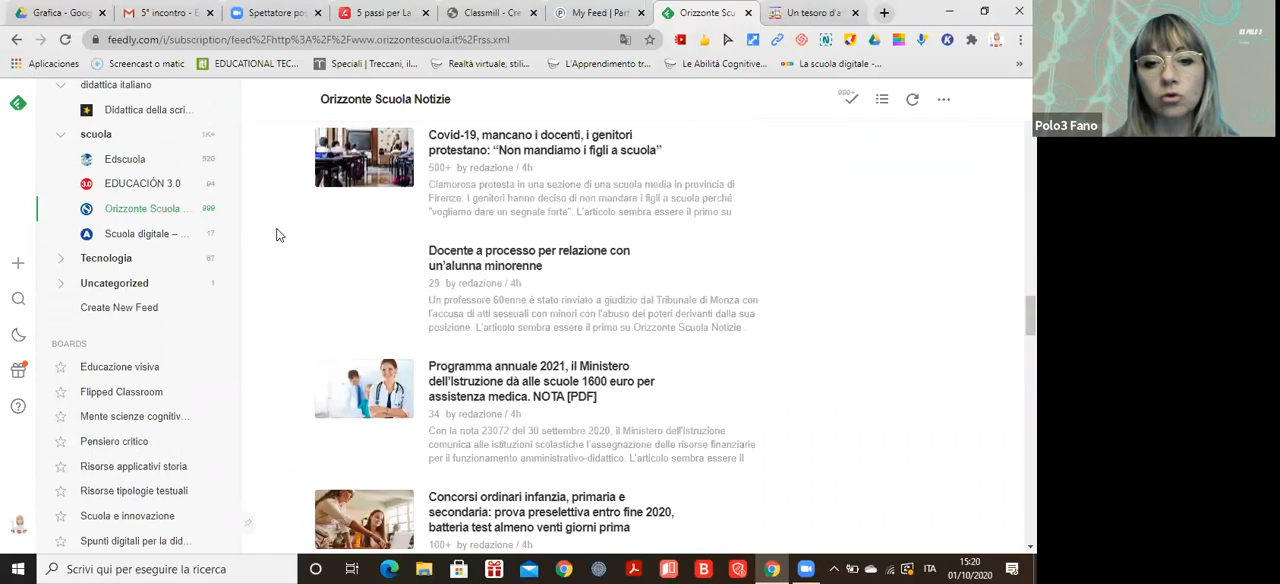 Grafica - Goog
5° incontro - E
Spettatore po
5 passi per La
Classmill - Cre
My Feed | Part
Orizzonte Scu
Un tesoro d'a
feedly.com/i/subscription/feed%2Fhttp%3A%2F%2Fwww.orizzontescuola.it%2Frss.xml
Applicazioni
Screencast o matic
EDUCATIONAL TEC...
Speciali | Treccani, il...
Realtà virtuale, stili...
L'Apprendimento tr...
Le Abilità Cognitive...
La scuola digitale -...
»
didattica italiano
Didattica della scri...
scuola 1K+
Edscuola 520
EDUCACIÓN 3.0 94
Orizzonte Scuola ... 999
Scuola digitale – ... 17
Tecnologia 67
Uncategorized 1
Create New Feed
BOARDS
Educazione visiva
Flipped Classroom
Mente scienze cognitiv...
Pensiero critico
Risorse applicativi storia
Risorse tipologie testuali
Scuola e innovazione
Spunti digitali per la did...
Orizzonte Scuola Notizie
999+
Covid-19, mancano i docenti, i genitori
protestano: “Non mandiamo i figli a scuola”
500+ by redazione / 4h
Clamorosa protesta in una sezione di una scuola media in provincia di
Firenze. I genitori hanno deciso di non mandare i figli a scuola perché
“vogliamo dare un segnale forte”. L'articolo sembra essere il primo su
Docente a processo per relazione con
un'alunna minorenne
29 by redazione / 4h
Un professore 60enne è stato rinviato a giudizio dal Tribunale di Monza con
l'accusa di atti sessuali con minori con l'abuso dei poteri derivanti dalla sua
posizione. L'articolo sembra essere il primo su Orizzonte Scuola Notizie .
Programma annuale 2021, il Ministero
dell'Istruzione dà alle scuole 1600 euro per
assistenza medica. NOTA [PDF]
34 by redazione / 4h
Con la nota 23072 del 30 settembre 2020, il Ministero dell'Istruzione
comunica alle istituzioni scolastiche l'assegnazione delle risorse finanziarie
per il funzionamento amministrativo-didattico. L'articolo sembra essere il
Concorsi ordinari infanzia, primaria e
secondaria: prova preselettiva entro fine 2020,
batteria test almeno venti giorni prima
100+ by redazione / 4h
Polo3 Fano
IIS POLO 3
Scrivi qui per eseguire la ricerca
ITA
15:20
01/10/2020